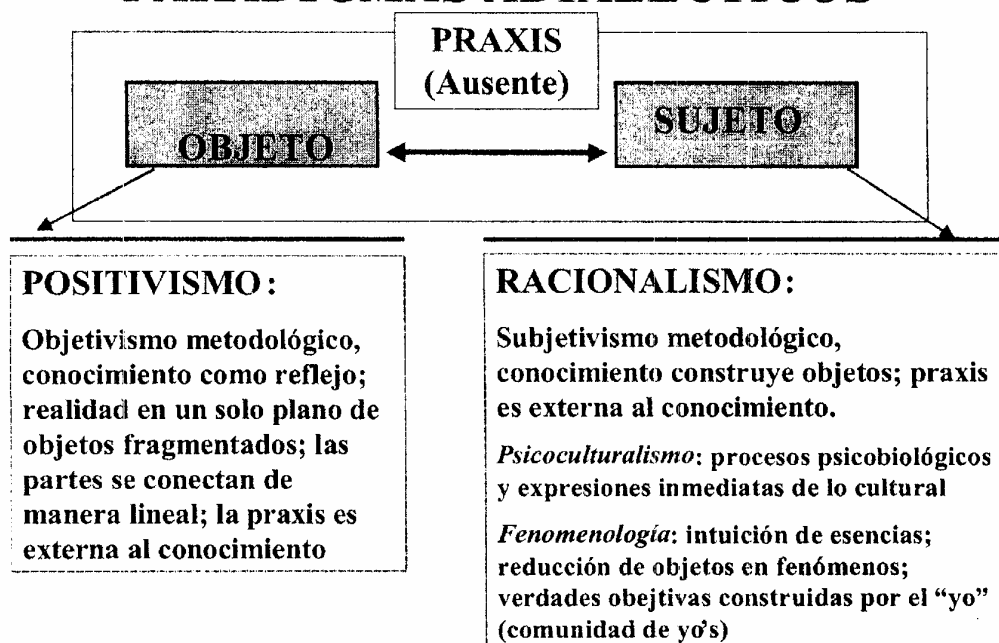 PRAXIS
(Ausente)
OBJETO
SUJETO
POSITIVISMO:
Objetivismo metodológico,
conocimiento como reflejo;
realidad en un solo plano de
objetos fragmentados; las
partes se conectan de
manera lineal; la praxis es
externa al conocimiento
RACIONALISMO:
Subjetivismo metodológico,
conocimiento construye objetos; praxis
es externa al conocimiento.
Psicoculturalismo: procesos psicobiológicos
y expresiones inmediatas de lo cultural
Fenomenología: intuición de esencias;
reducción de objetos en fenómenos;
verdades obejtivas construidas por el “yo”
(comunidad de yo's)